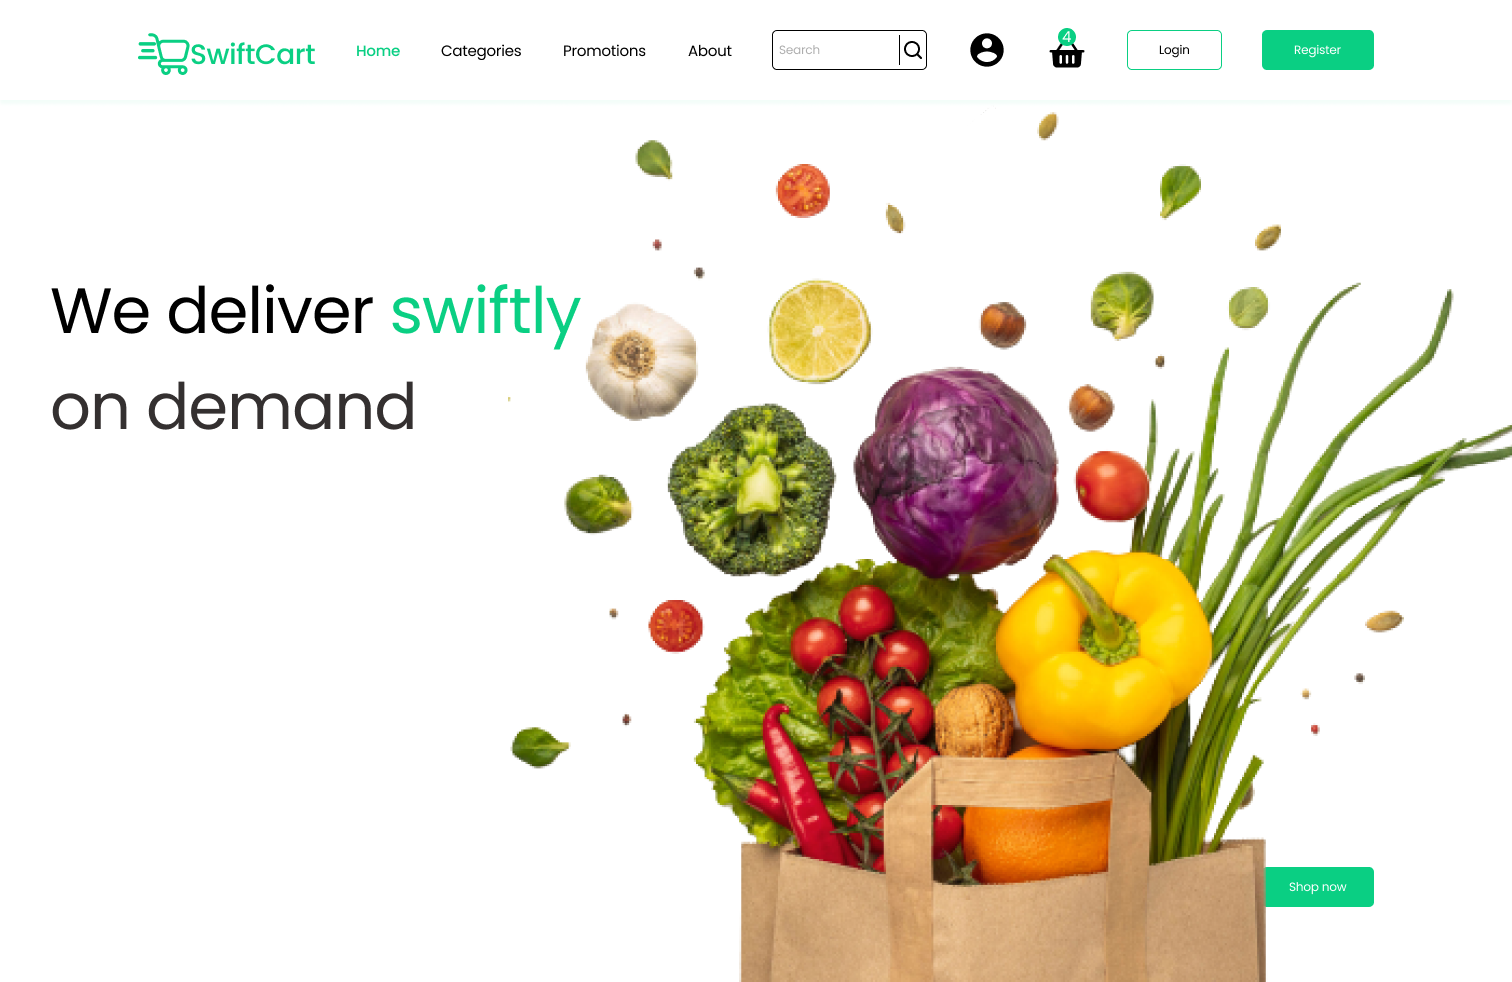 SwiftCart
Home
Categories
Promotions
About
Search
4
Login
Register
We deliver swiftly
on demand
Shop now